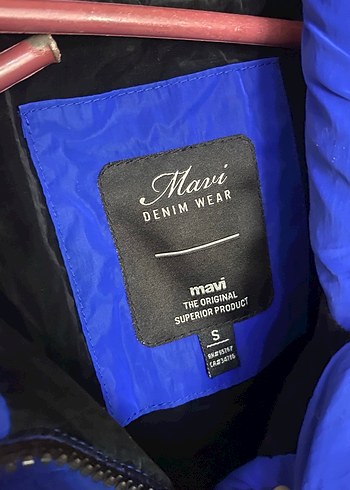 Mavi
DENIM WEAR
mavi
THE ORIGINAL
SUPERIOR PRODUCT
S